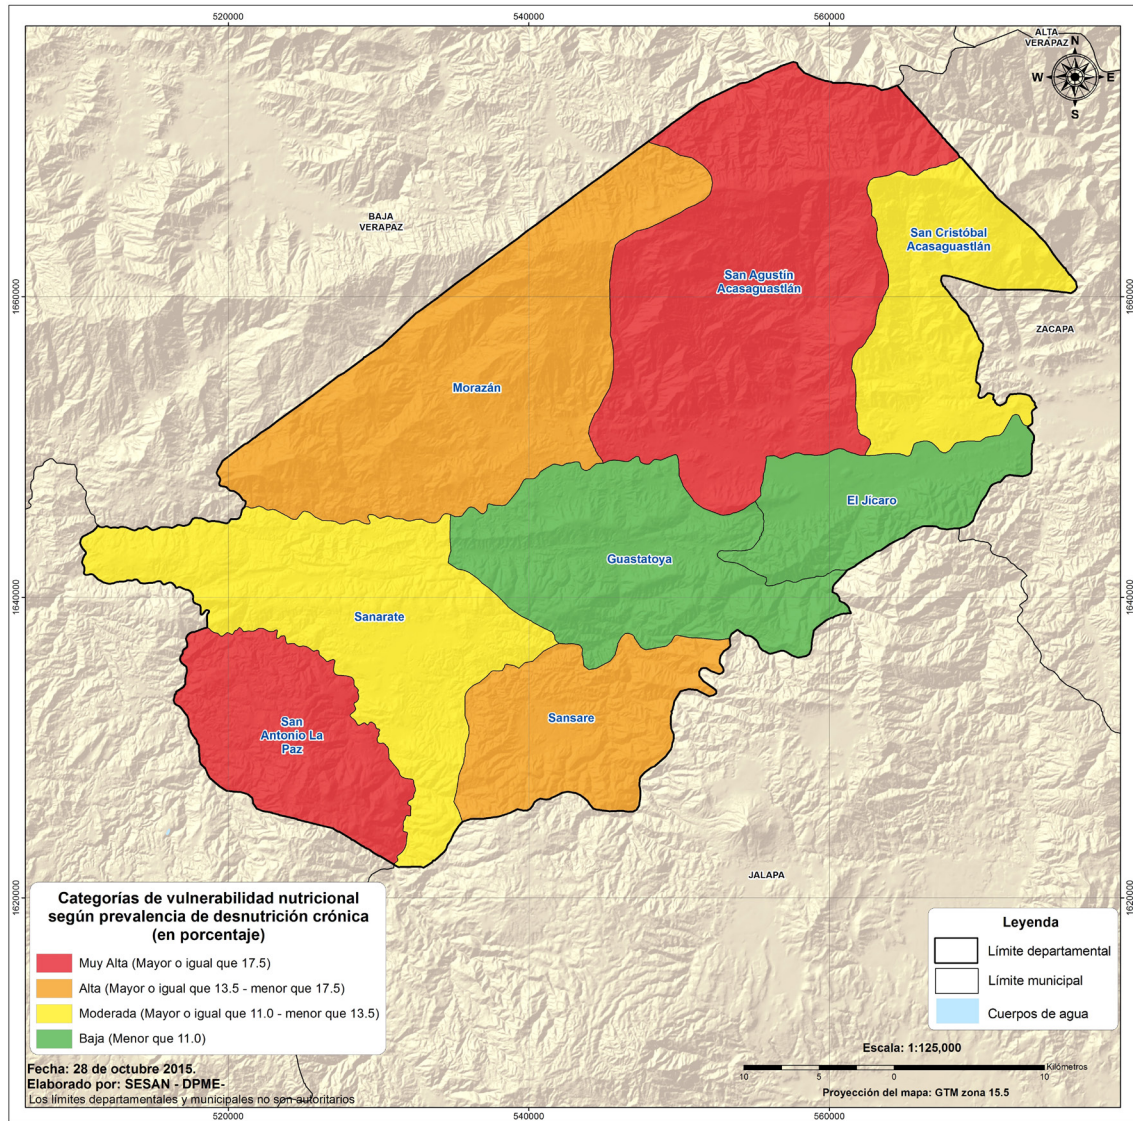 520000
540000
560000
ALTA
VERAPAZ
N
W
E
S
BAJA
VERAPAZ
San Cristóbal
Acasaguastlán
San Agustín
Acasaguastlán
1660000
1660000
ZACAPA
Morazán
El Jicaro
Guastatoya
1640000
1640000
Sanarate
San
Antonio La
Paz
Sansare
JALAPA
1620000
1620000
Categorías de vulnerabilidad nutricional
según prevalencia de desnutrición crónica
(en porcentaje)
Muy Alta (Mayor o igual que 17.5)
Alta (Mayor o igual que 13.5 - menor que 17.5)
Moderada (Mayor o igual que 11.0 - menor que 13.5)
Baja (Menor que 11.0)
Leyenda
Límite departamental
Límite municipal
Cuerpos de agua
Fecha: 28 de octubre 2015.
Elaborado por: SESAN - DPME-
Los límites departamentales y municipales no son autoritarios
Escala: 1:125,000
Kilómetros
10
5
0
10
Proyección del mapa: GTM zona 15.5
520000
540000
560000